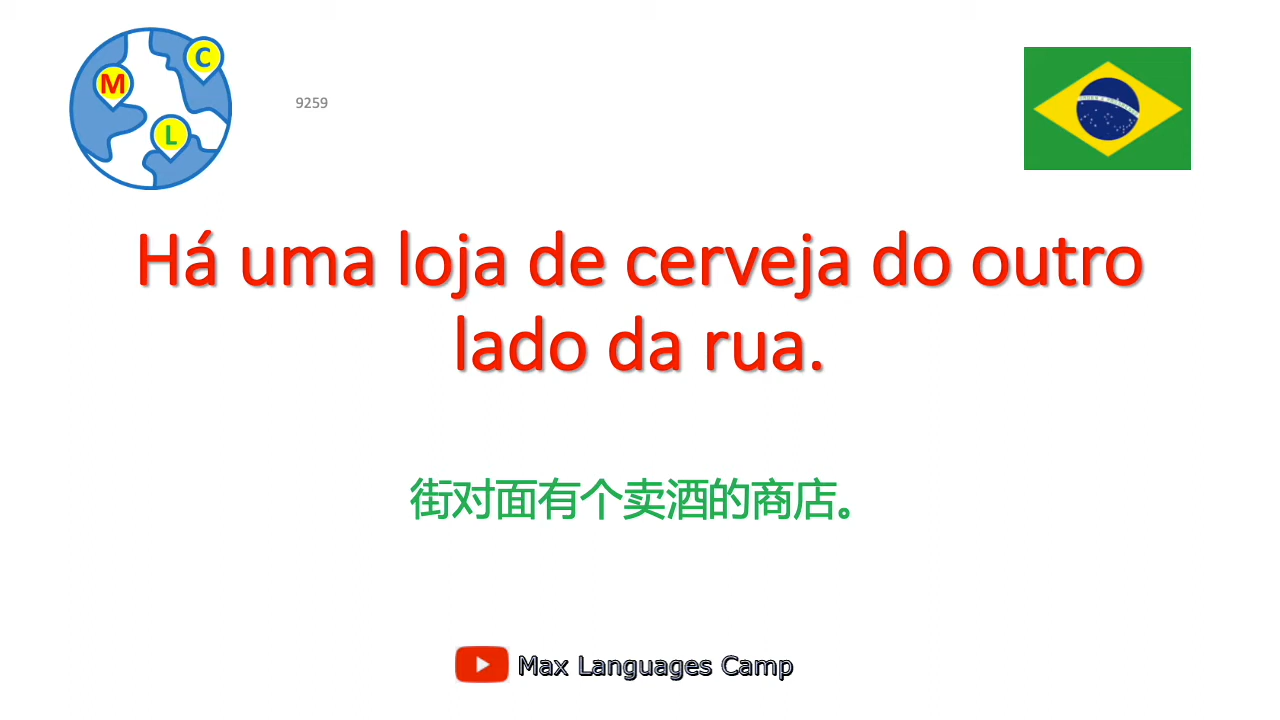 C
M
L
9259
Há uma loja de cerveja do outro
lado da rua.
街对面有个卖酒的商店。
Max Languages Camp